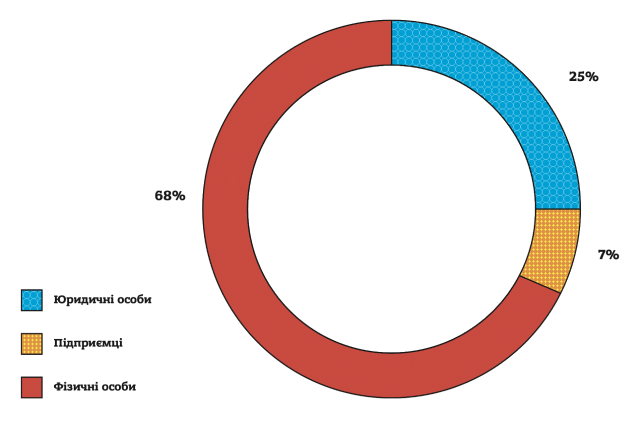 25%
68%
7%
Юридичні особи
Підприємці
Фізичні особи